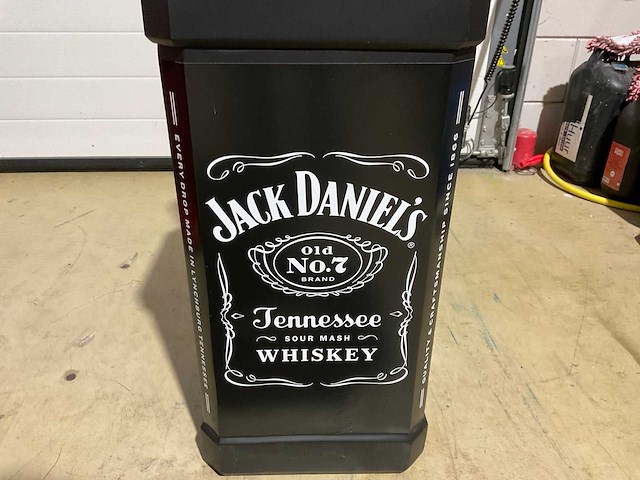 JACK DANIEL'S
®
Old
No.7
BRAND
Tennessee
SOUR MASH
WHISKEY
EVERY DROP MADE IN LYNCHBURG TENNESSEE
QUALITY & CRAFTSMANSHIP SINCE 1866
Huur